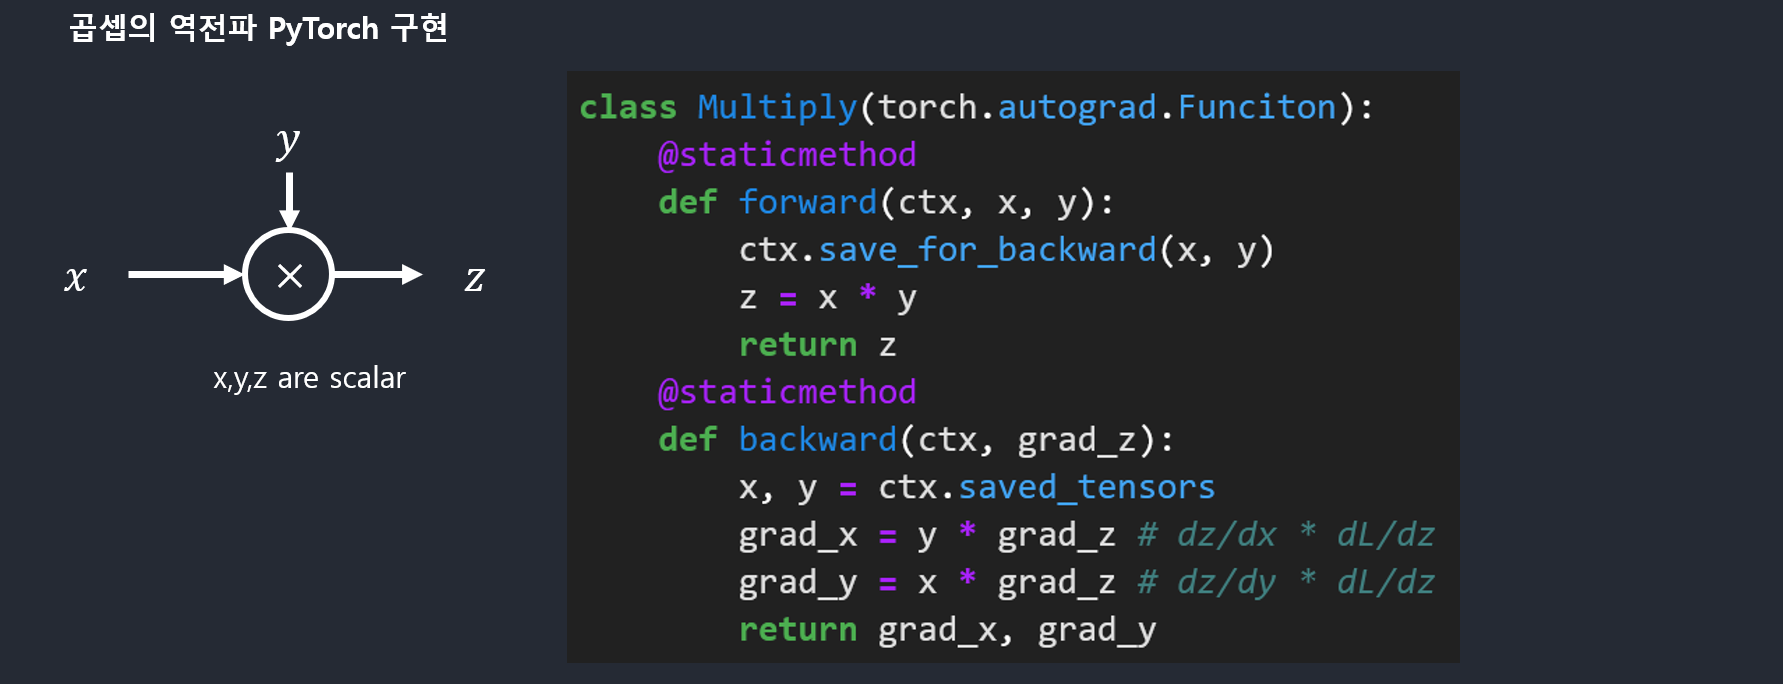 곱셉의 역전파 PyTorch 구현
y
x
×
z
x,y,z are scalar
class Multiply(torch.autograd.Funciton):
    @staticmethod
    def forward(ctx, x, y):
        ctx.save_for_backward(x, y)
        z = x * y
        return z
    @staticmethod
    def backward(ctx, grad_z):
        x, y = ctx.saved_tensors
        grad_x = y * grad_z # dz/dx * dL/dz
        grad_y = x * grad_z # dz/dy * dL/dz
        return grad_x, grad_y